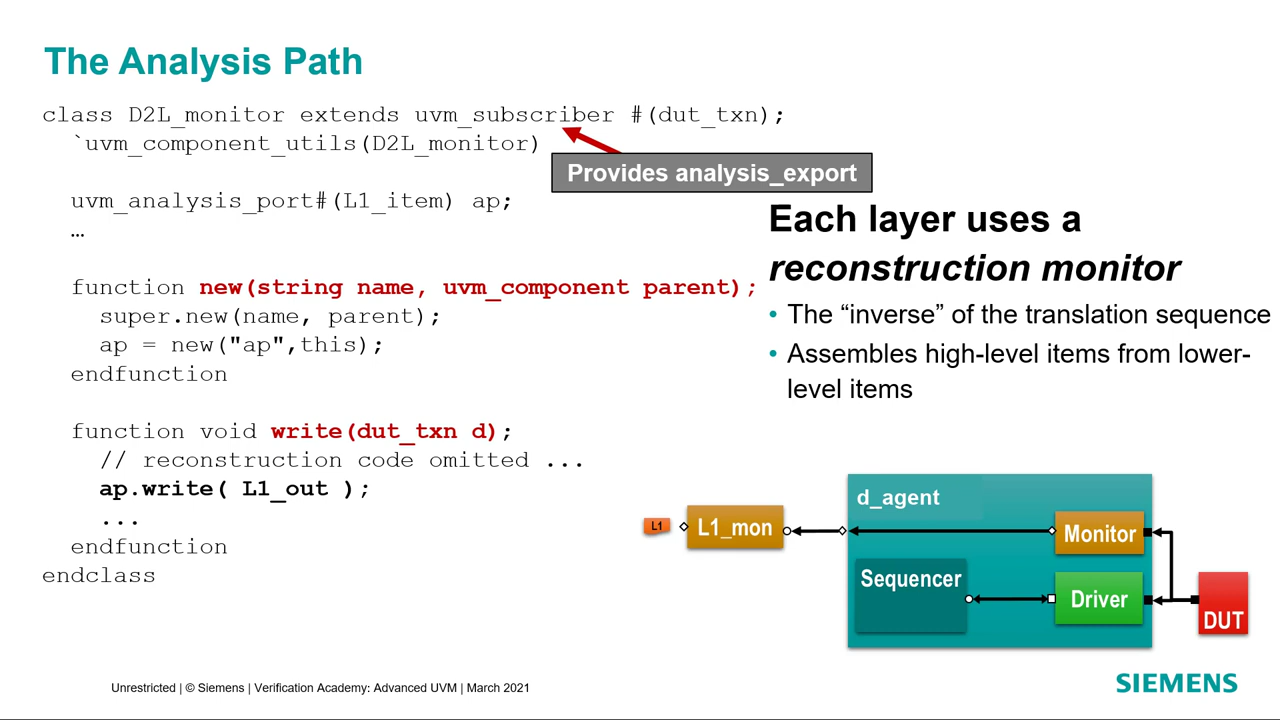 The Analysis Path
class D2L_monitor extends uvm_subscriber #(dut_txn);
`uvm_component_utils(D2L_monitor)
Provides analysis_export
uvm_analysis_port#(L1_item) ap;
…
function new(string name, uvm_component parent);
super.new(name, parent);
ap = new("ap",this);
endfunction
function void write(dut_txn d);
// reconstruction code omitted ...
ap.write( L1_out );
...
endfunction
endclass
Each layer uses a
reconstruction monitor
• The “inverse” of the translation sequence
• Assembles high-level items from lower-
level items
d_agent
L1
L1_mon
Monitor
Sequencer
Driver
DUT
Unrestricted | © Siemens | Verification Academy: Advanced UVM | March 2021
SIEMENS